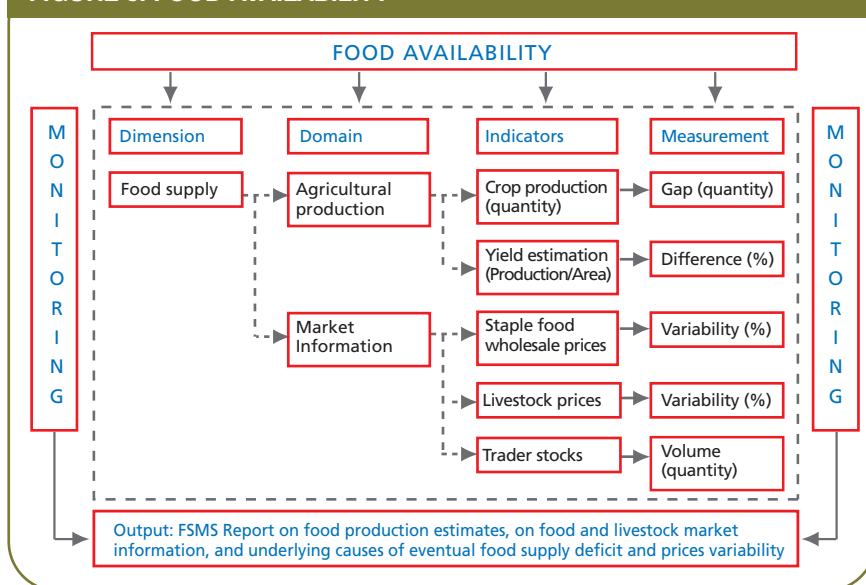 FOOD AVAILABILITY
MONITORING
Dimension
Domain
Indicators
Measurement
MONITORING
Food supply
Agricultural
production
Crop production
(quantity)
Gap (quantity)
Yield estimation
(Production/Area)
Difference (%)
Market
Information
Staple food
wholesale prices
Variability (%)
Livestock prices
Variability (%)
Trader stocks
Volume
(quantity)
Output: FSMS Report on food production estimates, on food and livestock market
information, and underlying causes of eventual food supply deficit and prices variability